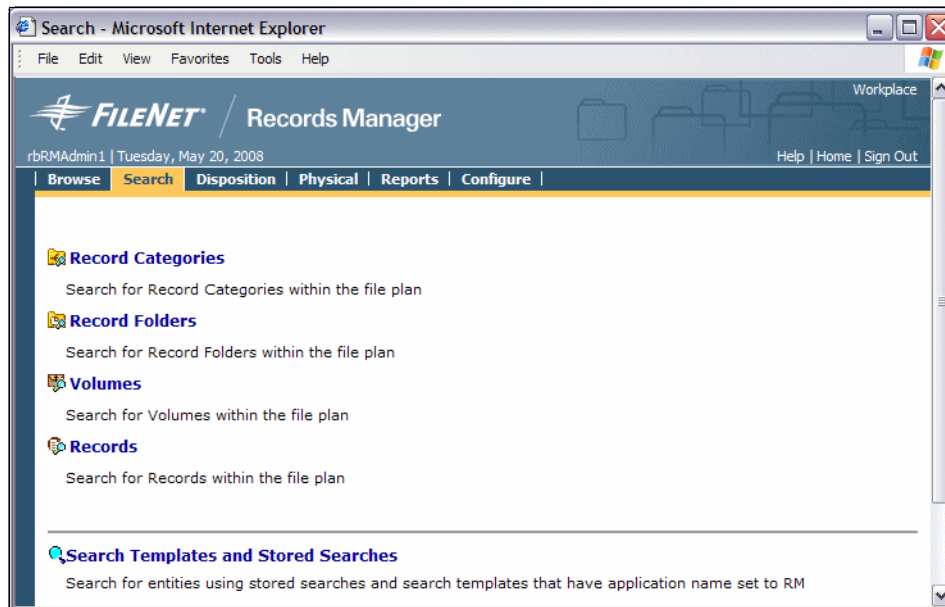 Search - Microsoft Internet Explorer
File Edit View Favorites Tools Help
Workplace
FILENET Records Manager
rbRMAdmin1 | Tuesday, May 20, 2008
Help | Home | Sign Out
| Browse Search Disposition | Physical | Reports | Configure |
Record Categories
Search for Record Categories within the file plan
Record Folders
Search for Record Folders within the file plan
Volumes
Search for Volumes within the file plan
Records
Search for Records within the file plan
Search Templates and Stored Searches
Search for entities using stored searches and search templates that have application name set to RM